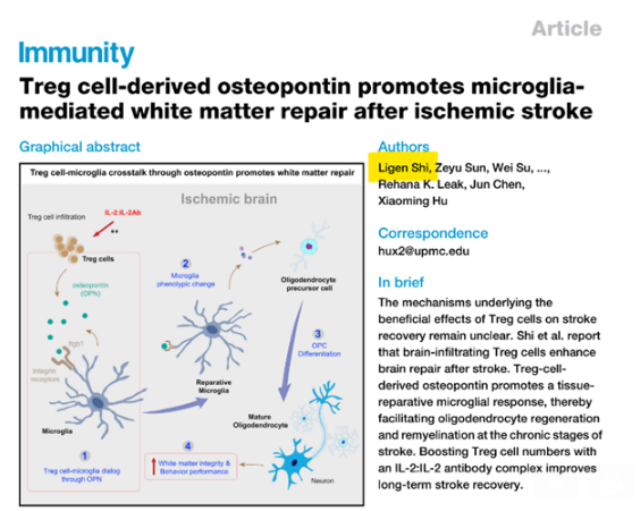 Article
Immunity
Treg cell-derived osteopontin promotes microglia-
mediated white matter repair after ischemic stroke
Graphical abstract
Treg cell-microglia crosstalk through osteopontin promotes white matter repair
Ischemic brain
Treg cell infiltration
IL-2:IL-2Ab
**
Treg cells
osteopontin
(OPN)
Itgb1
Integrin
receptors
Microglia
1
Treg cell-microglia dialog
through OPN
2
Microglia
phenotypic change
Reparative
Microglia
Oligodendrocyte
precursor cell
3
OPC
Differentiation
Mature
Oligodendrocyte
4
White matter integrity &
Behavior performance
Neuron
Authors
Ligen Shi, Zeyu Sun, Wei Su, ...,
Rehana K. Leak, Jun Chen,
Xiaoming Hu
Correspondence
hux2@upmc.edu
In brief
The mechanisms underlying the
beneficial effects of Treg cells on stroke
recovery remain unclear. Shi et al. report
that brain-infiltrating Treg cells enhance
brain repair after stroke. Treg-cell-
derived osteopontin promotes a tissue-
reparative microglial response, thereby
facilitating oligodendrocyte regeneration
and remyelination at the chronic stages of
stroke. Boosting Treg cell numbers with
an IL-2:IL-2 antibody complex improves
long-term stroke recovery.